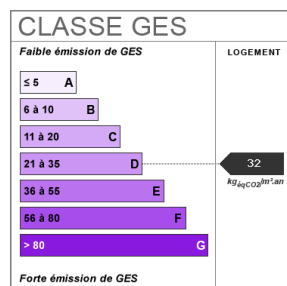 CLASSE GES
Faible émission de GES
LOGEMENT
≤ 5 A
6 à 10 B
11 à 20 C
21 à 35 D
32
kgéqCO2/m².an
36 à 55 E
56 à 80 F
> 80 G
Forte émission de GES